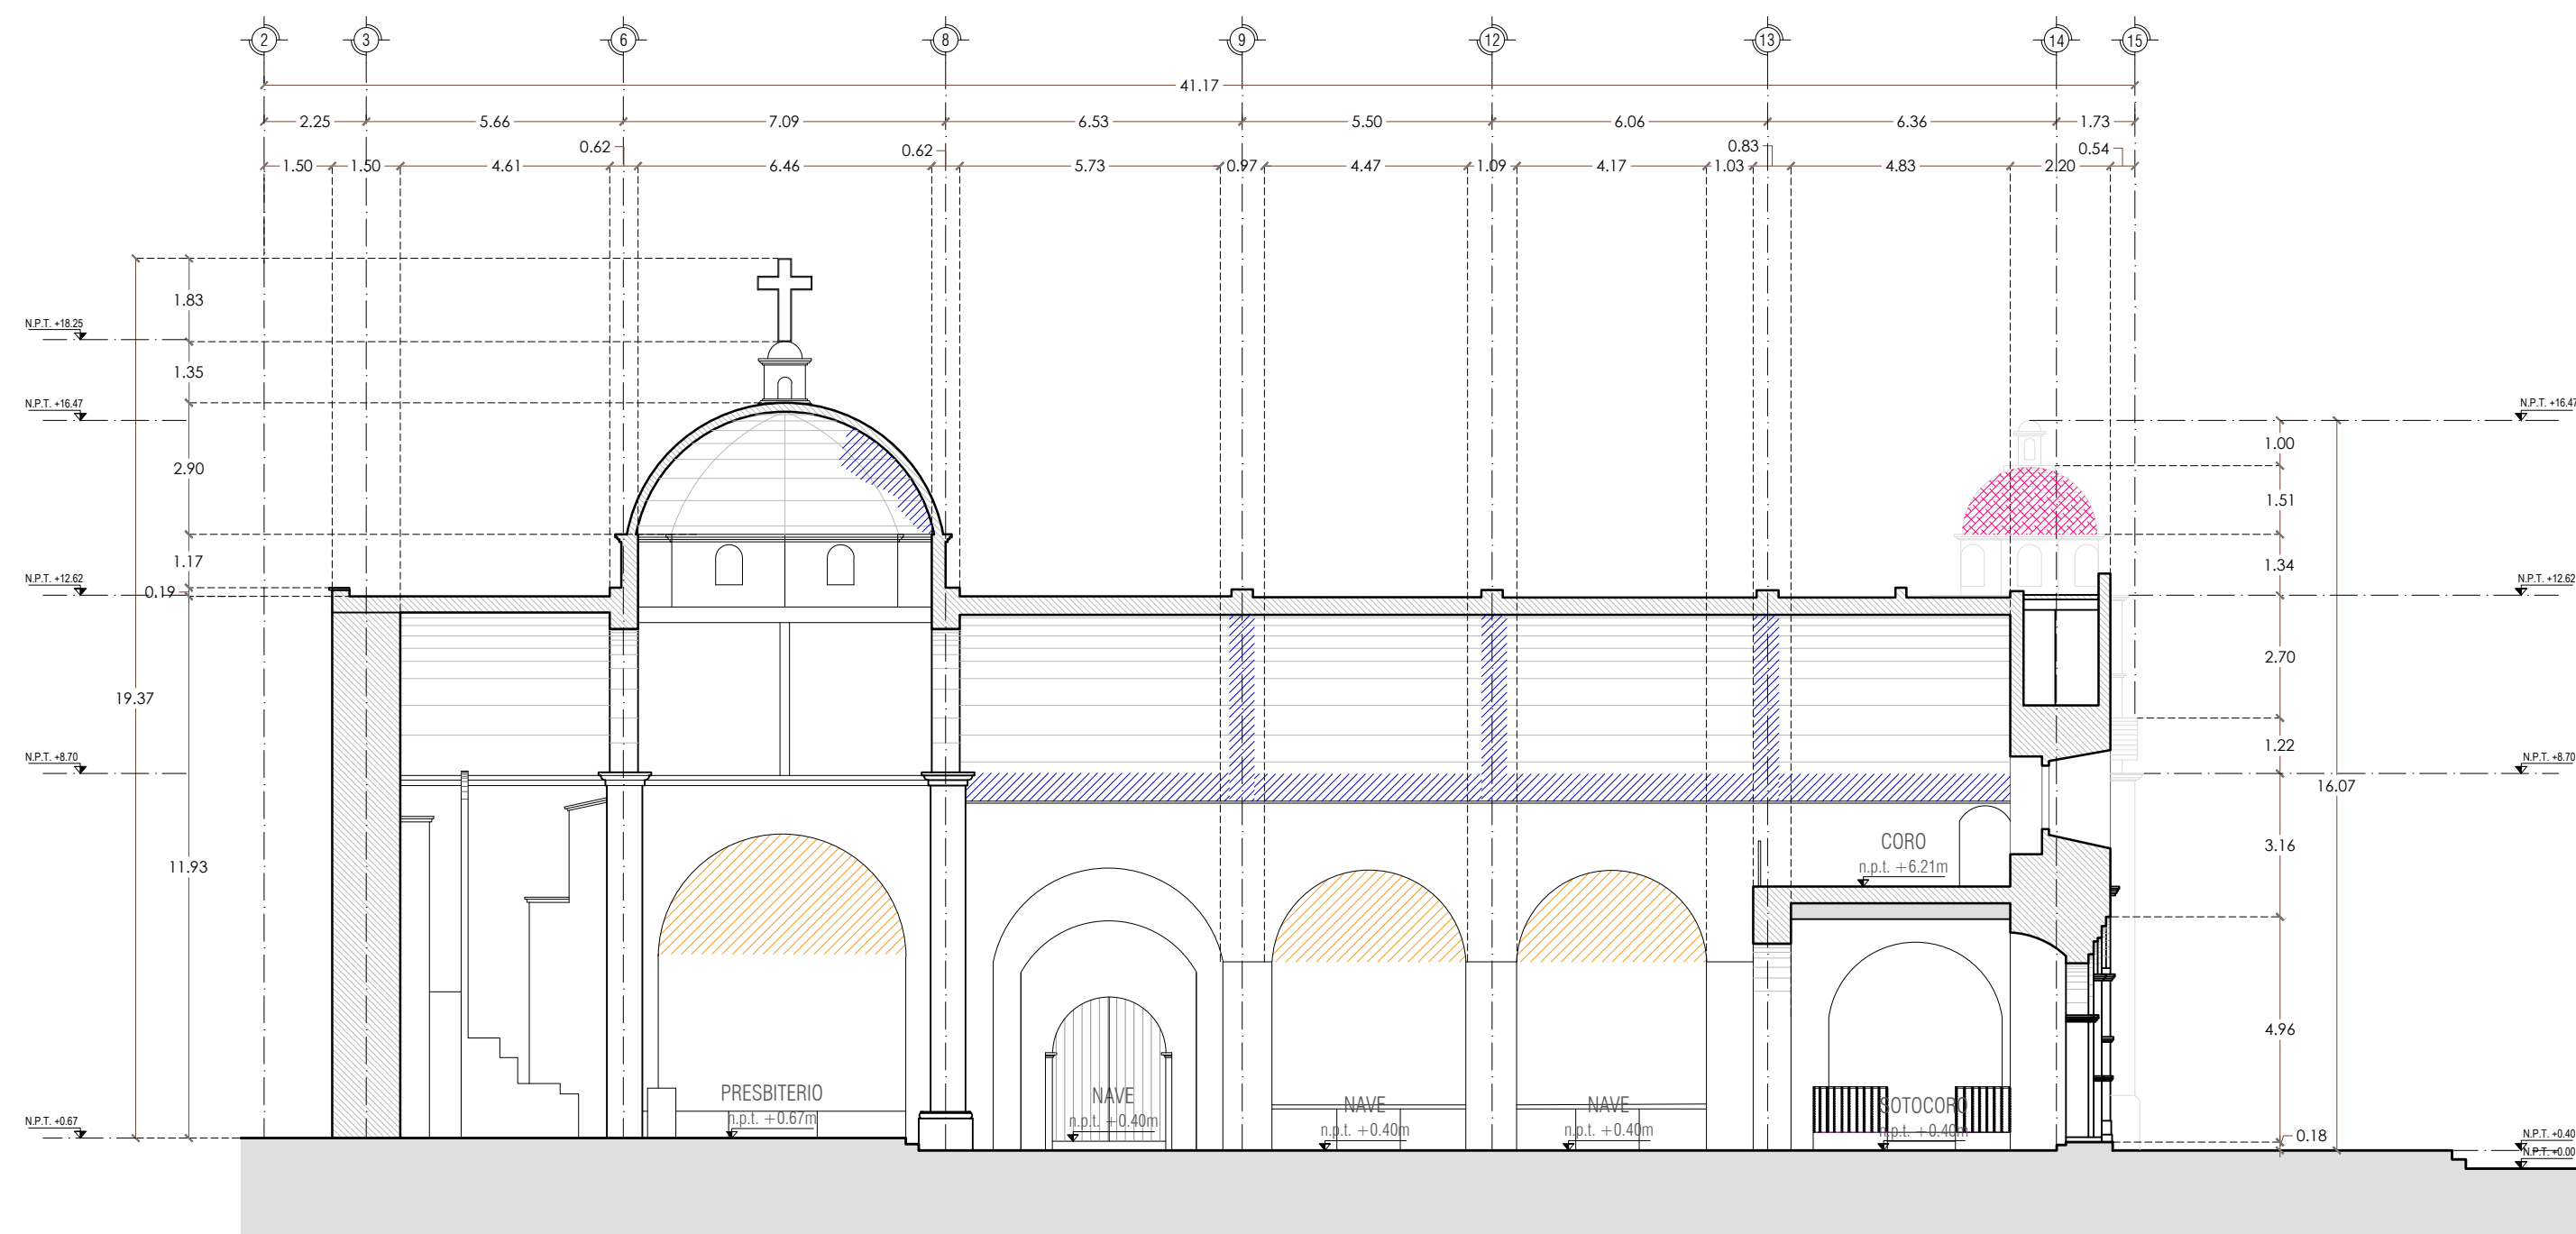 2 3 6 8 9 12 13 14 15
41.17
2.25 5.66 7.09 6.53 5.50 6.06 6.36 1.73
0.62 0.62 0.83 0.54
1.50 1.50 4.61 6.46 5.73 0.97 4.47 1.09 4.17 1.03 4.83 2.20
1.83
N.P.T. +18.25
1.35
N.P.T. +16.47
N.P.T. +16.47
1.00
2.90
1.51
1.17
1.34
N.P.T. +12.62
N.P.T. +12.62
0.19
2.70
19.37
1.22
N.P.T. +8.70
N.P.T. +8.70
16.07
CORO
n.p.t. +6.21m
3.16
11.93
4.96
PRESBITERIO
n.p.t. +0.67m
NAVE
n.p.t. +0.40m
NAVE
n.p.t. +0.40m
NAVE
n.p.t. +0.40m
SOTOCORO
n.p.t. +0.40m
N.P.T. +0.67
0.18
N.P.T. +0.40
N.P.T. +0.00